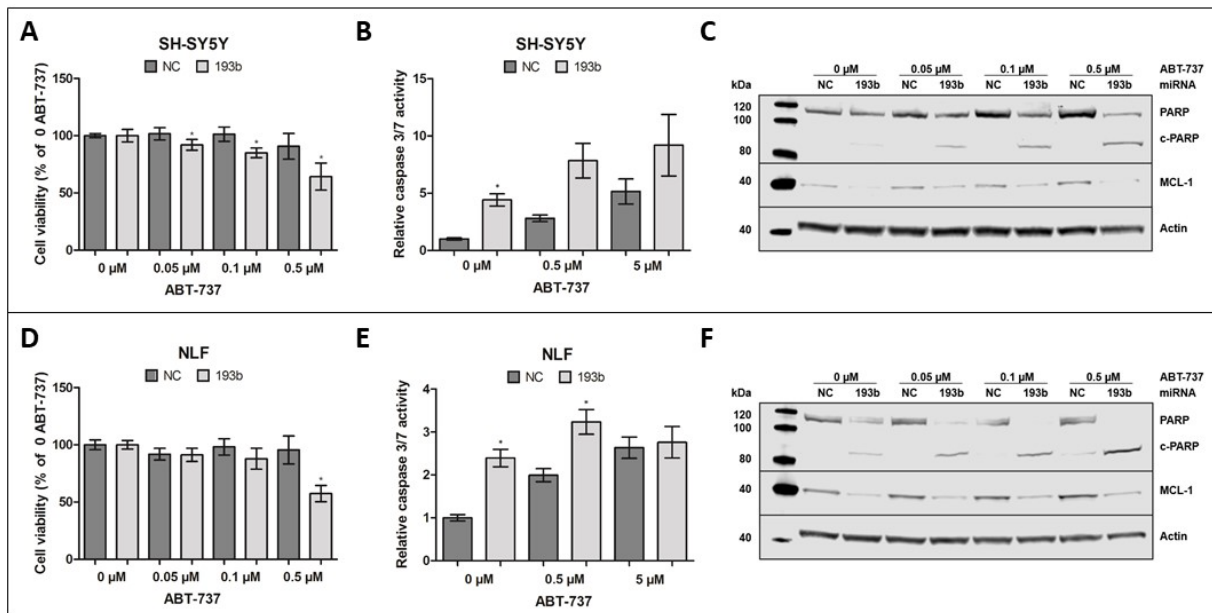 A
SH-SY5Y
NC 193b
Cell viability (% of 0 ABT-737)
150
100
50
0
0 µM 0.05 µM 0.1 µM 0.5 µM
* * *
ABT-737
B
SH-SY5Y
NC 193b
Relative caspase 3/7 activity
15
10
5
0
*
0 µM 0.5 µM 5 µM
ABT-737
C
0 µM 0.05 µM 0.1 µM 0.5 µM ABT-737
kDa NC 193b NC 193b NC 193b NC 193b miRNA
120 PARP
100
c-PARP
80
40 MCL-1
40 Actin
D
NLF
NC 193b
Cell viability (% of 0 ABT-737)
150
100
50
0
*
0 µM 0.05 µM 0.1 µM 0.5 µM
ABT-737
E
NLF
NC 193b
Relative caspase 3/7 activity
4
3
2
1
0
* *
0 µM 0.5 µM 5 µM
ABT-737
F
0 µM 0.05 µM 0.1 µM 0.5 µM ABT-737
kDa NC 193b NC 193b NC 193b NC 193b miRNA
120 PARP
100
c-PARP
80
40 MCL-1
40 Actin